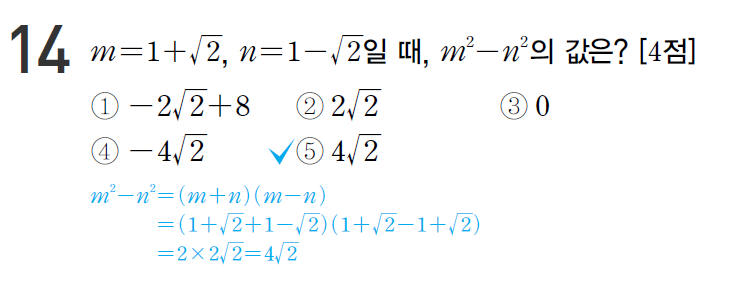 14 m=1+√2, n=1-√2일 때, m²-n²의 값은? [4점]
① -2√2+8 ② 2√2 ③ 0
④ -4√2 ✓⑤ 4√2
m²-n²=(m+n)(m-n)
=(1+√2+1-√2)(1+√2-1+√2)
=2×2√2=4√2